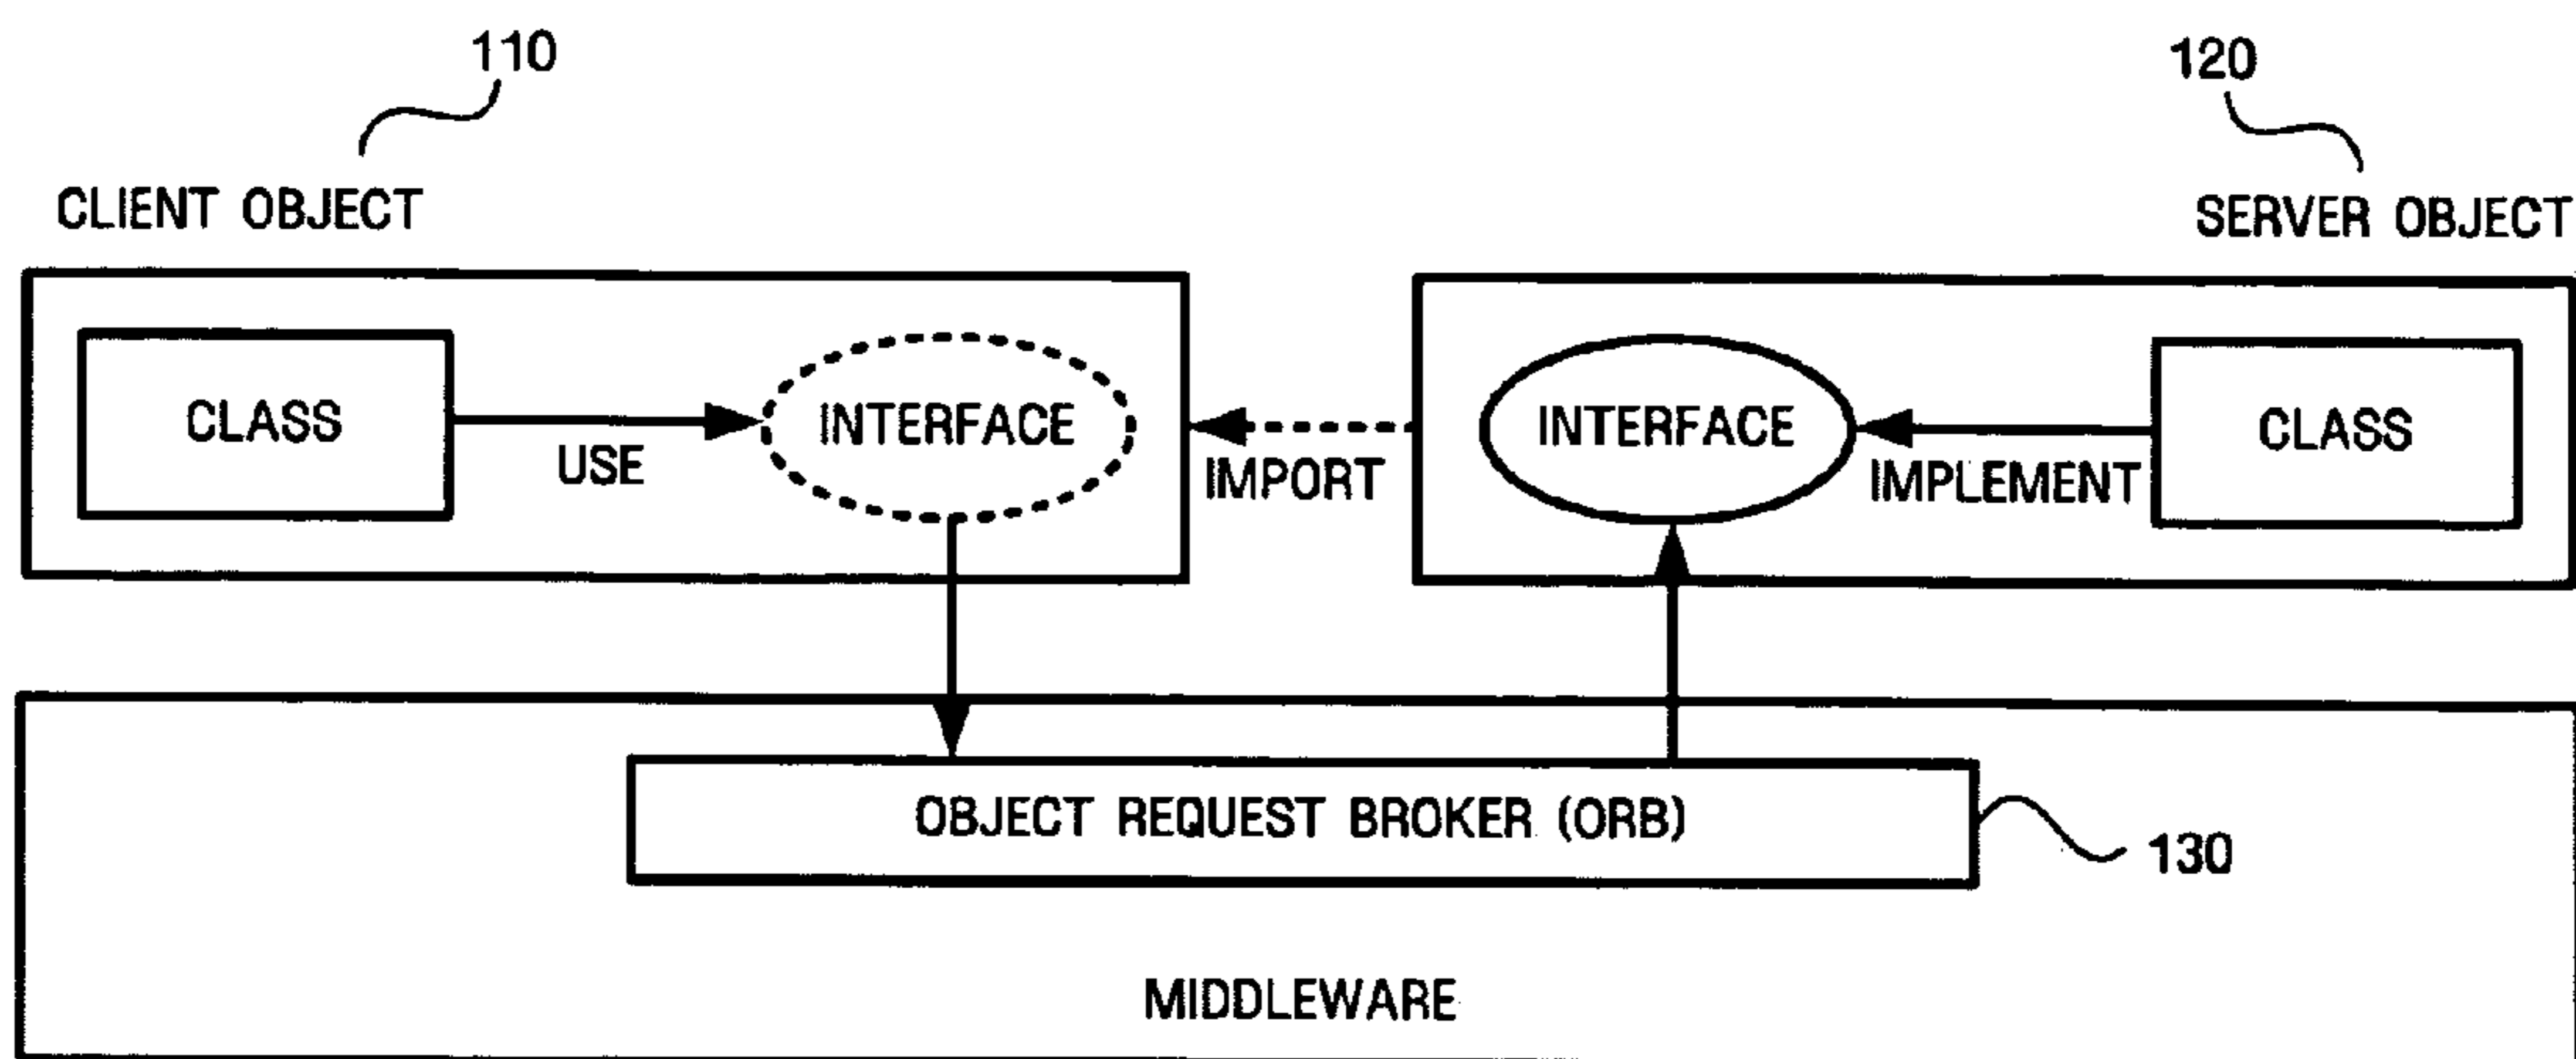 110
120
CLIENT OBJECT
SERVER OBJECT
CLASS
USE
INTERFACE
IMPORT
INTERFACE
IMPLEMENT
CLASS
OBJECT REQUEST BROKER (ORB)
130
MIDDLEWARE